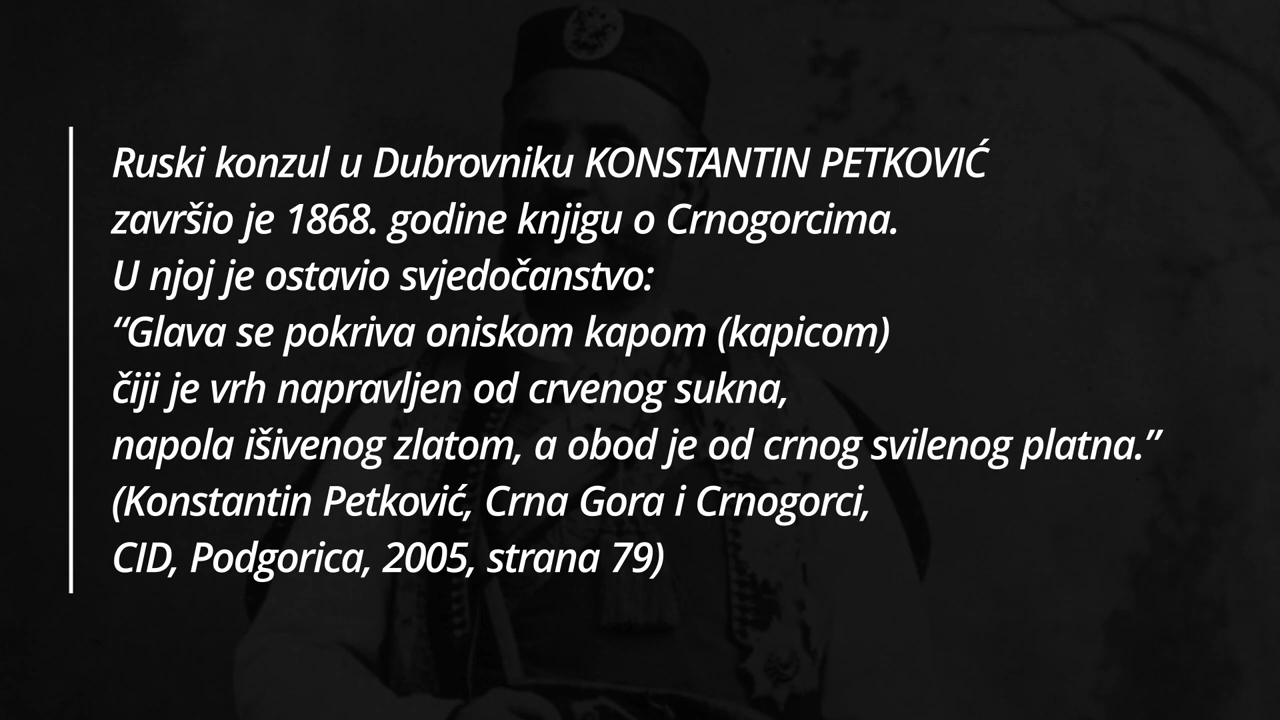 Ruski konzul u Dubrovniku KONSTANTIN PETKOVIĆ
završio je 1868. godine knjigu o Crnogorcima.
U njoj je ostavio svjedočanstvo:
“Glava se pokriva oniskom kapom (kapicom)
čiji je vrh napravljen od crvenog sukna,
napola išivenog zlatom, a obod je od crnog svilenog platna.”
(Konstantin Petković, Crna Gora i Crnogorci,
CID, Podgorica, 2005, strana 79)